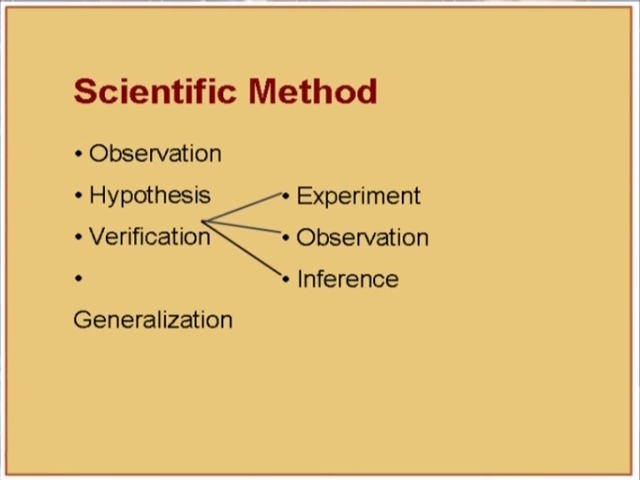 Scientific Method
• Observation
• Hypothesis
• Verification
•
Generalization
• Experiment
• Observation
• Inference